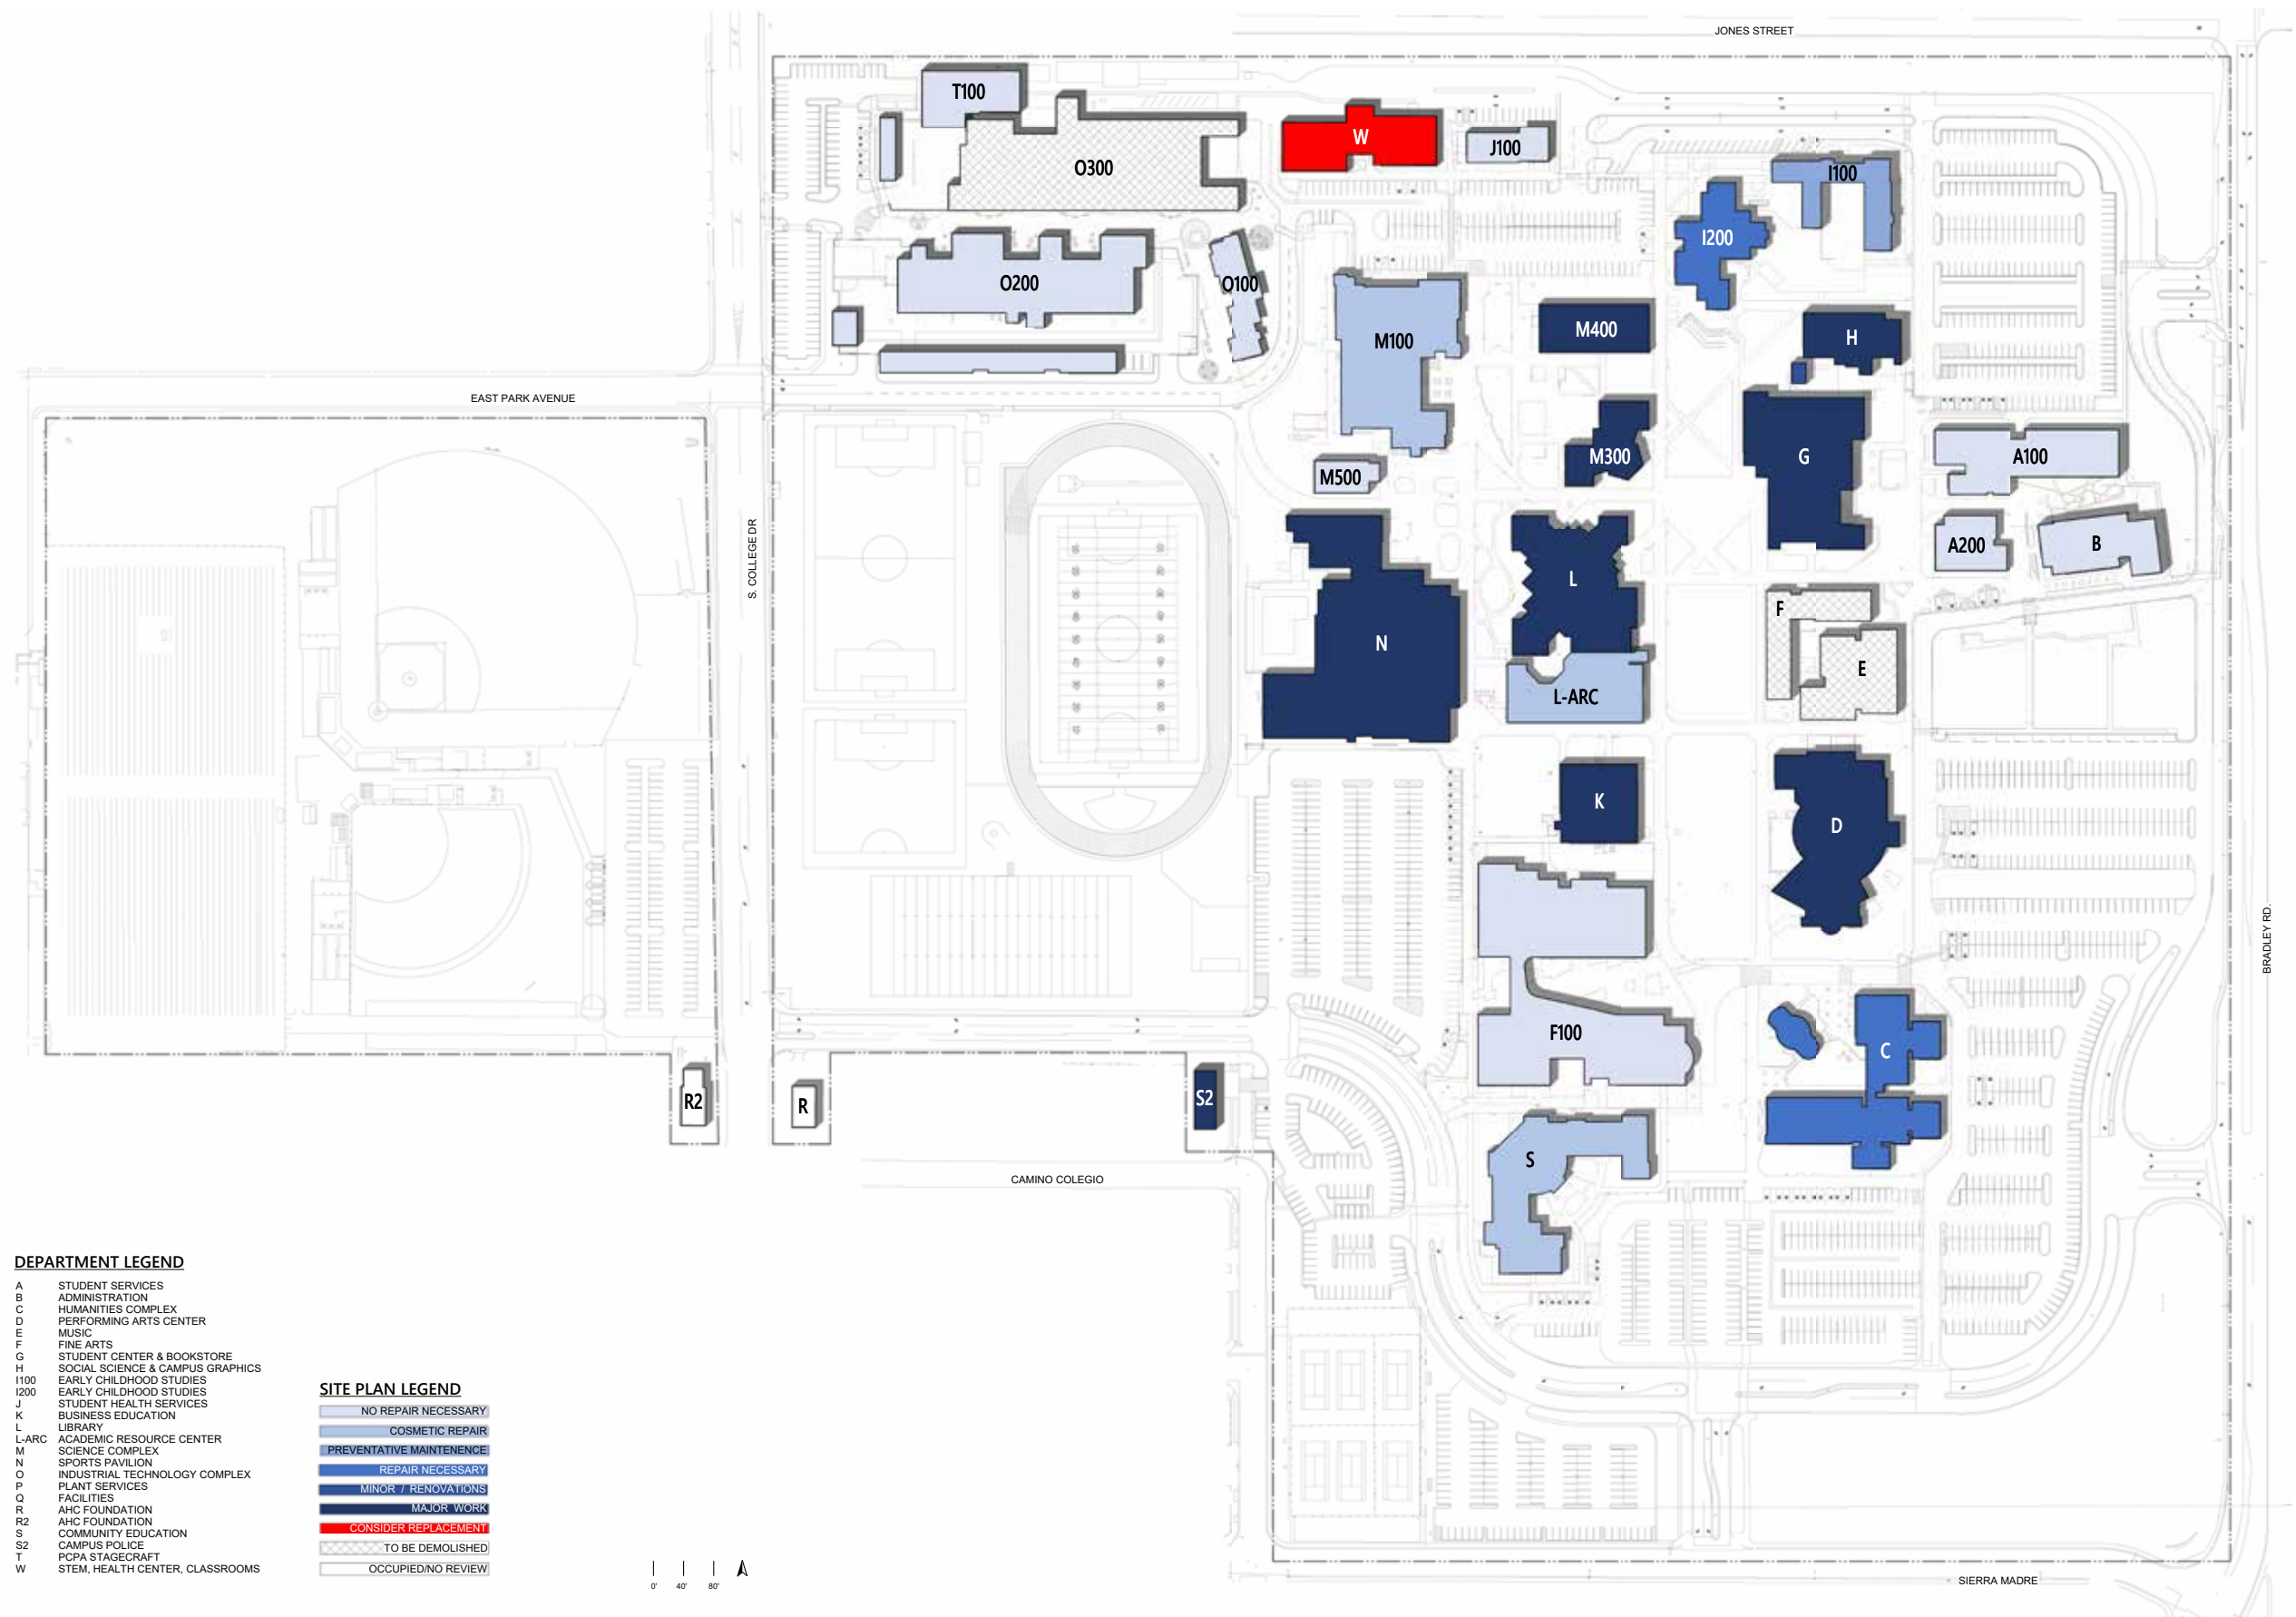 JONES STREET
T100
O300
W
J100
I100
I200
O200
O100
M100
M400
H
EAST PARK AVENUE
M300
G
A100
M500
S. COLLEGE DR
L
A200
B
F
N
E
L-ARC
K
D
BRADLEY RD.
F100
C
R2
R
S2
S
CAMINO COLEGIO
DEPARTMENT LEGEND
A STUDENT SERVICES
B ADMINISTRATION
C HUMANITIES COMPLEX
D PERFORMING ARTS CENTER
E MUSIC
F FINE ARTS
G STUDENT CENTER & BOOKSTORE
H SOCIAL SCIENCE & CAMPUS GRAPHICS
I100 EARLY CHILDHOOD STUDIES
I200 EARLY CHILDHOOD STUDIES
J STUDENT HEALTH SERVICES
K BUSINESS EDUCATION
L LIBRARY
L-ARC ACADEMIC RESOURCE CENTER
M SCIENCE COMPLEX
N SPORTS PAVILION
O INDUSTRIAL TECHNOLOGY COMPLEX
P PLANT SERVICES
Q FACILITIES
R AHC FOUNDATION
R2 AHC FOUNDATION
S COMMUNITY EDUCATION
S2 CAMPUS POLICE
T PCPA STAGECRAFT
W STEM, HEALTH CENTER, CLASSROOMS
SITE PLAN LEGEND
NO REPAIR NECESSARY
COSMETIC REPAIR
PREVENTATIVE MAINTENENCE
REPAIR NECESSARY
MINOR / RENOVATIONS
MAJOR WORK
CONSIDER REPLACEMENT
TO BE DEMOLISHED
OCCUPIED/NO REVIEW
0' 40' 80'
SIERRA MADRE